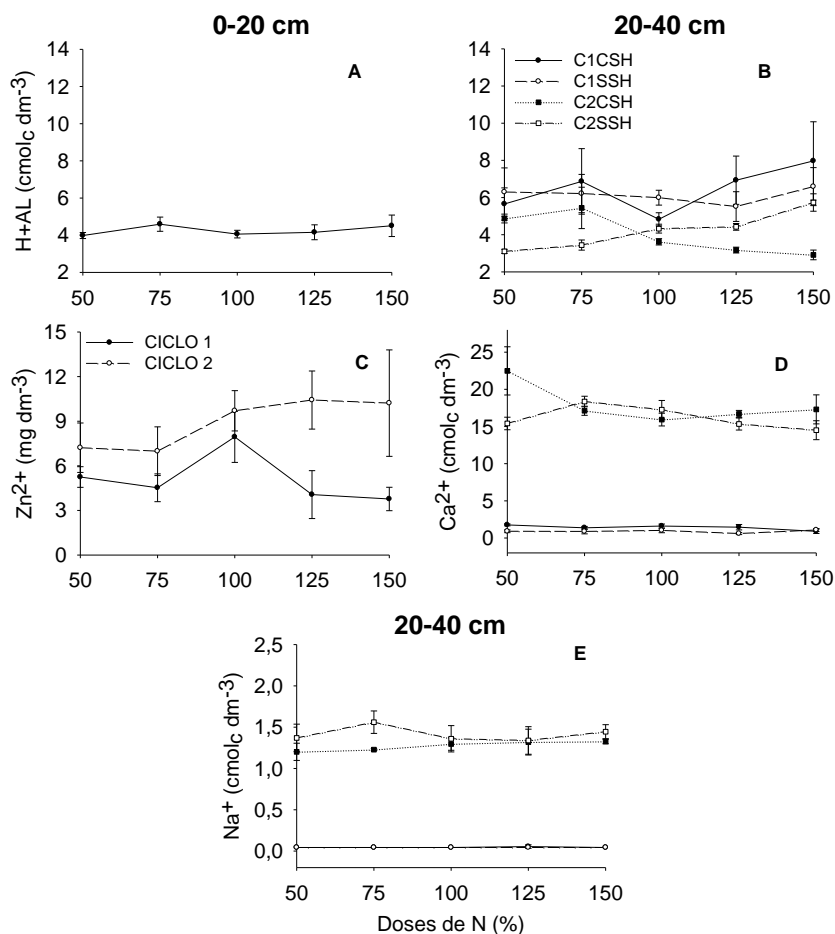 0-20 cm
20-40 cm
A
H+AL (cmolc dm-3)
14
12
10
8
6
4
2
50 75 100 125 150
B
C1CSH
C1SSH
C2CSH
C2SSH
14
12
10
8
6
4
2
50 75 100 125 150
C
CICLO 1
CICLO 2
Zn2+ (mg dm-3)
15
12
9
6
3
0
50 75 100 125 150
D
Ca2+ (cmolc dm-3)
25
20
15
10
5
0
50 75 100 125 150
20-40 cm
E
Na+ (cmolc dm-3)
2,5
2,0
1,5
1,0
0,5
0,0
50 75 100 125 150
Doses de N (%)